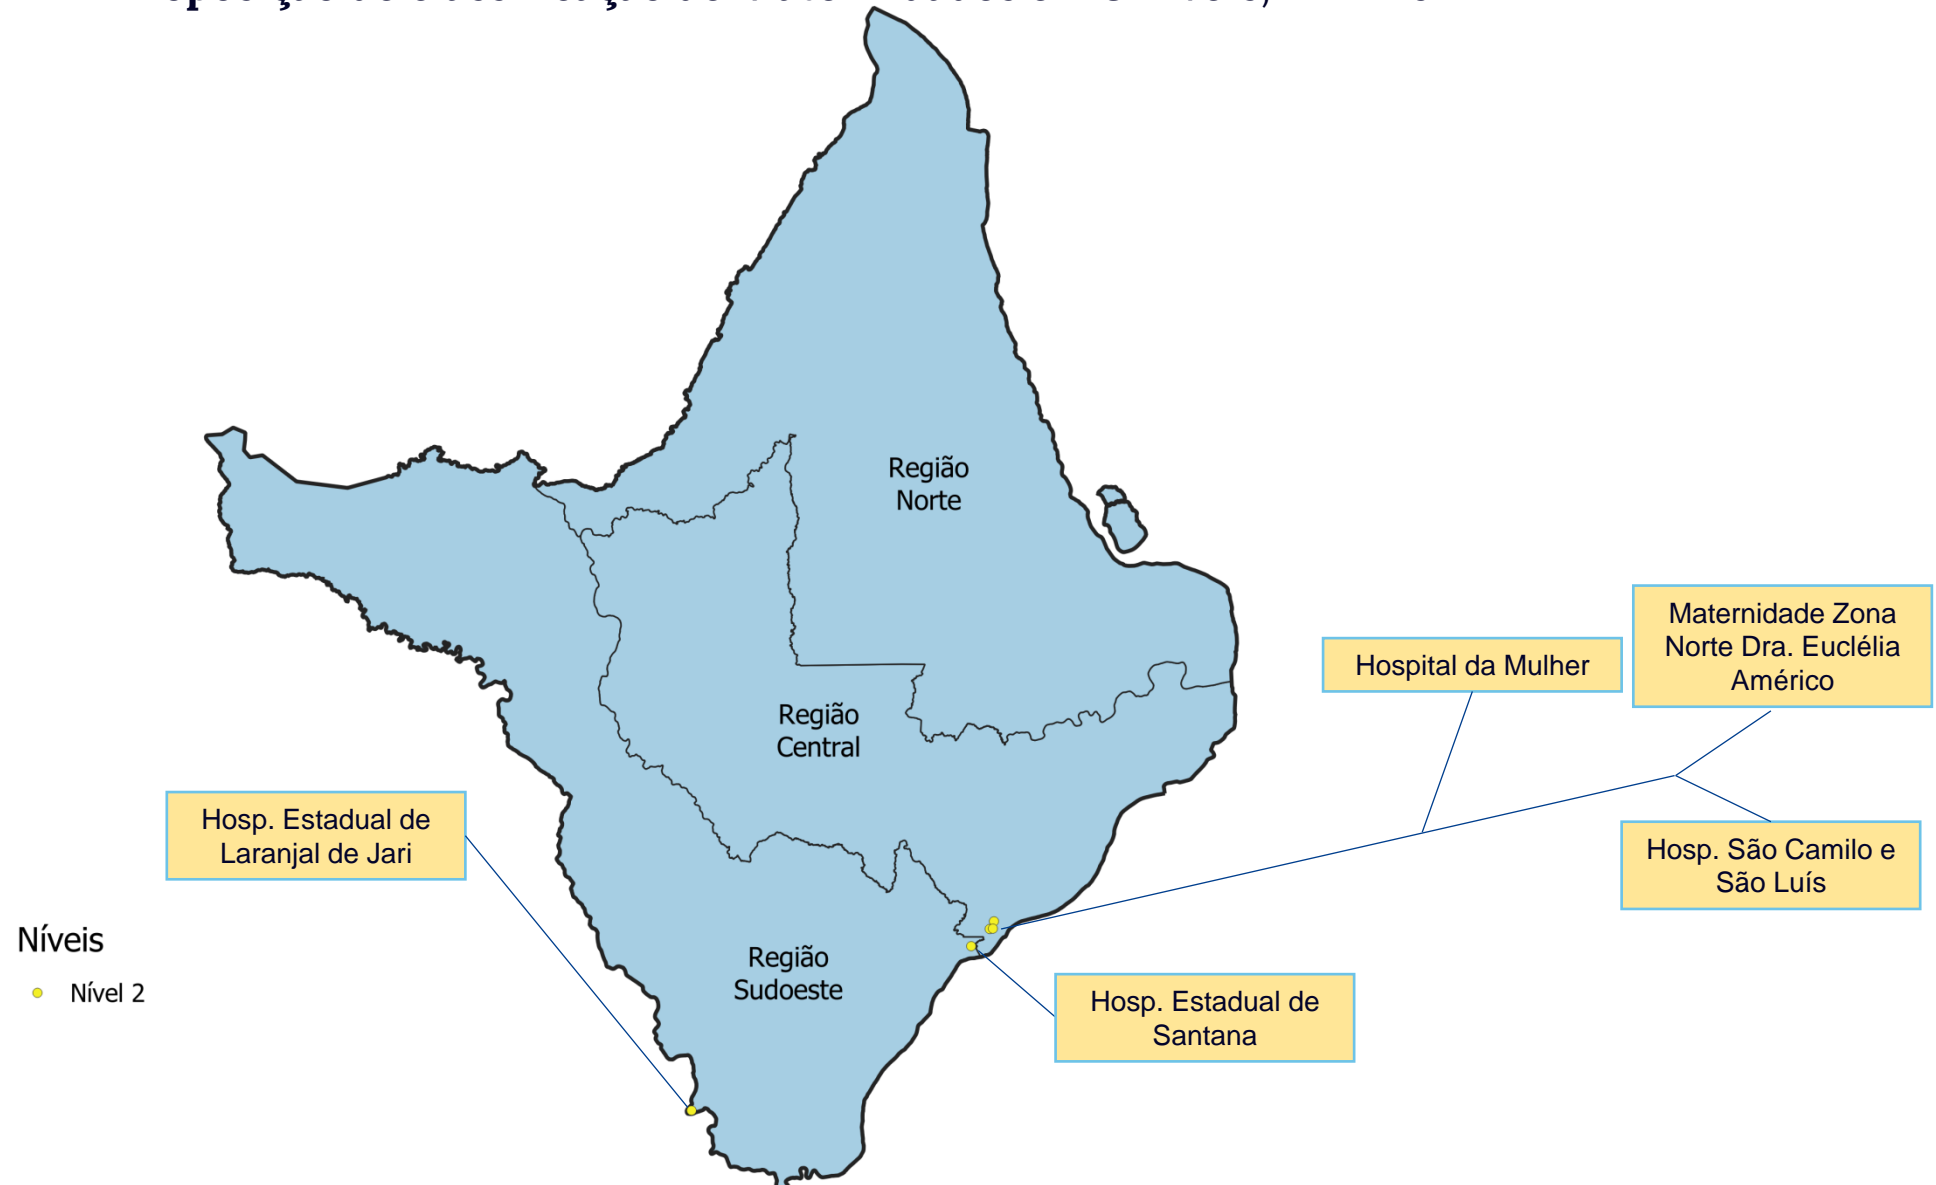 Região
Norte
Maternidade Zona
Norte Dra. Euclélia
Américo
Hospital da Mulher
Região
Central
Hosp. Estadual de
Laranjal de Jari
Hosp. São Camilo e
São Luís
Níveis
Nível 2
Região
Sudoeste
Hosp. Estadual de
Santana